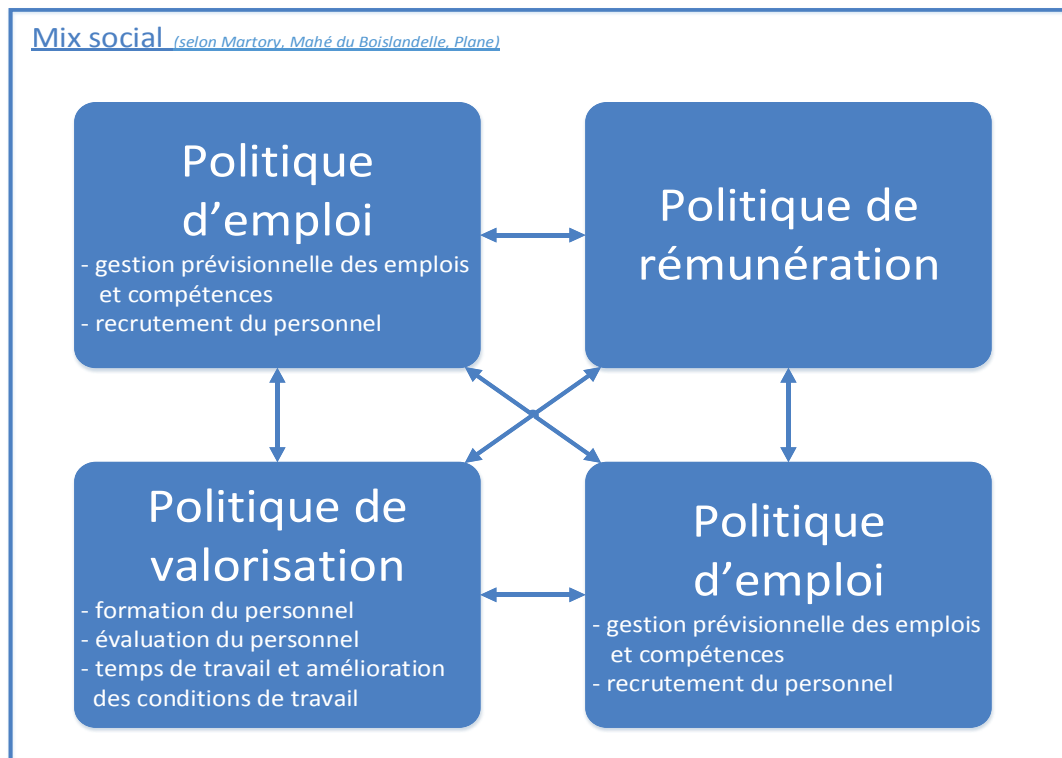 Mix social (selon Martory, Mahé du Boislandelle, Plane)
Politique
d’emploi
- gestion prévisionnelle des emplois
et compétences
- recrutement du personnel
Politique de
rémunération
Politique de
valorisation
- formation du personnel
- évaluation du personnel
- temps de travail et amélioration
des conditions de travail
Politique
d’emploi
- gestion prévisionnelle des emplois
et compétences
- recrutement du personnel